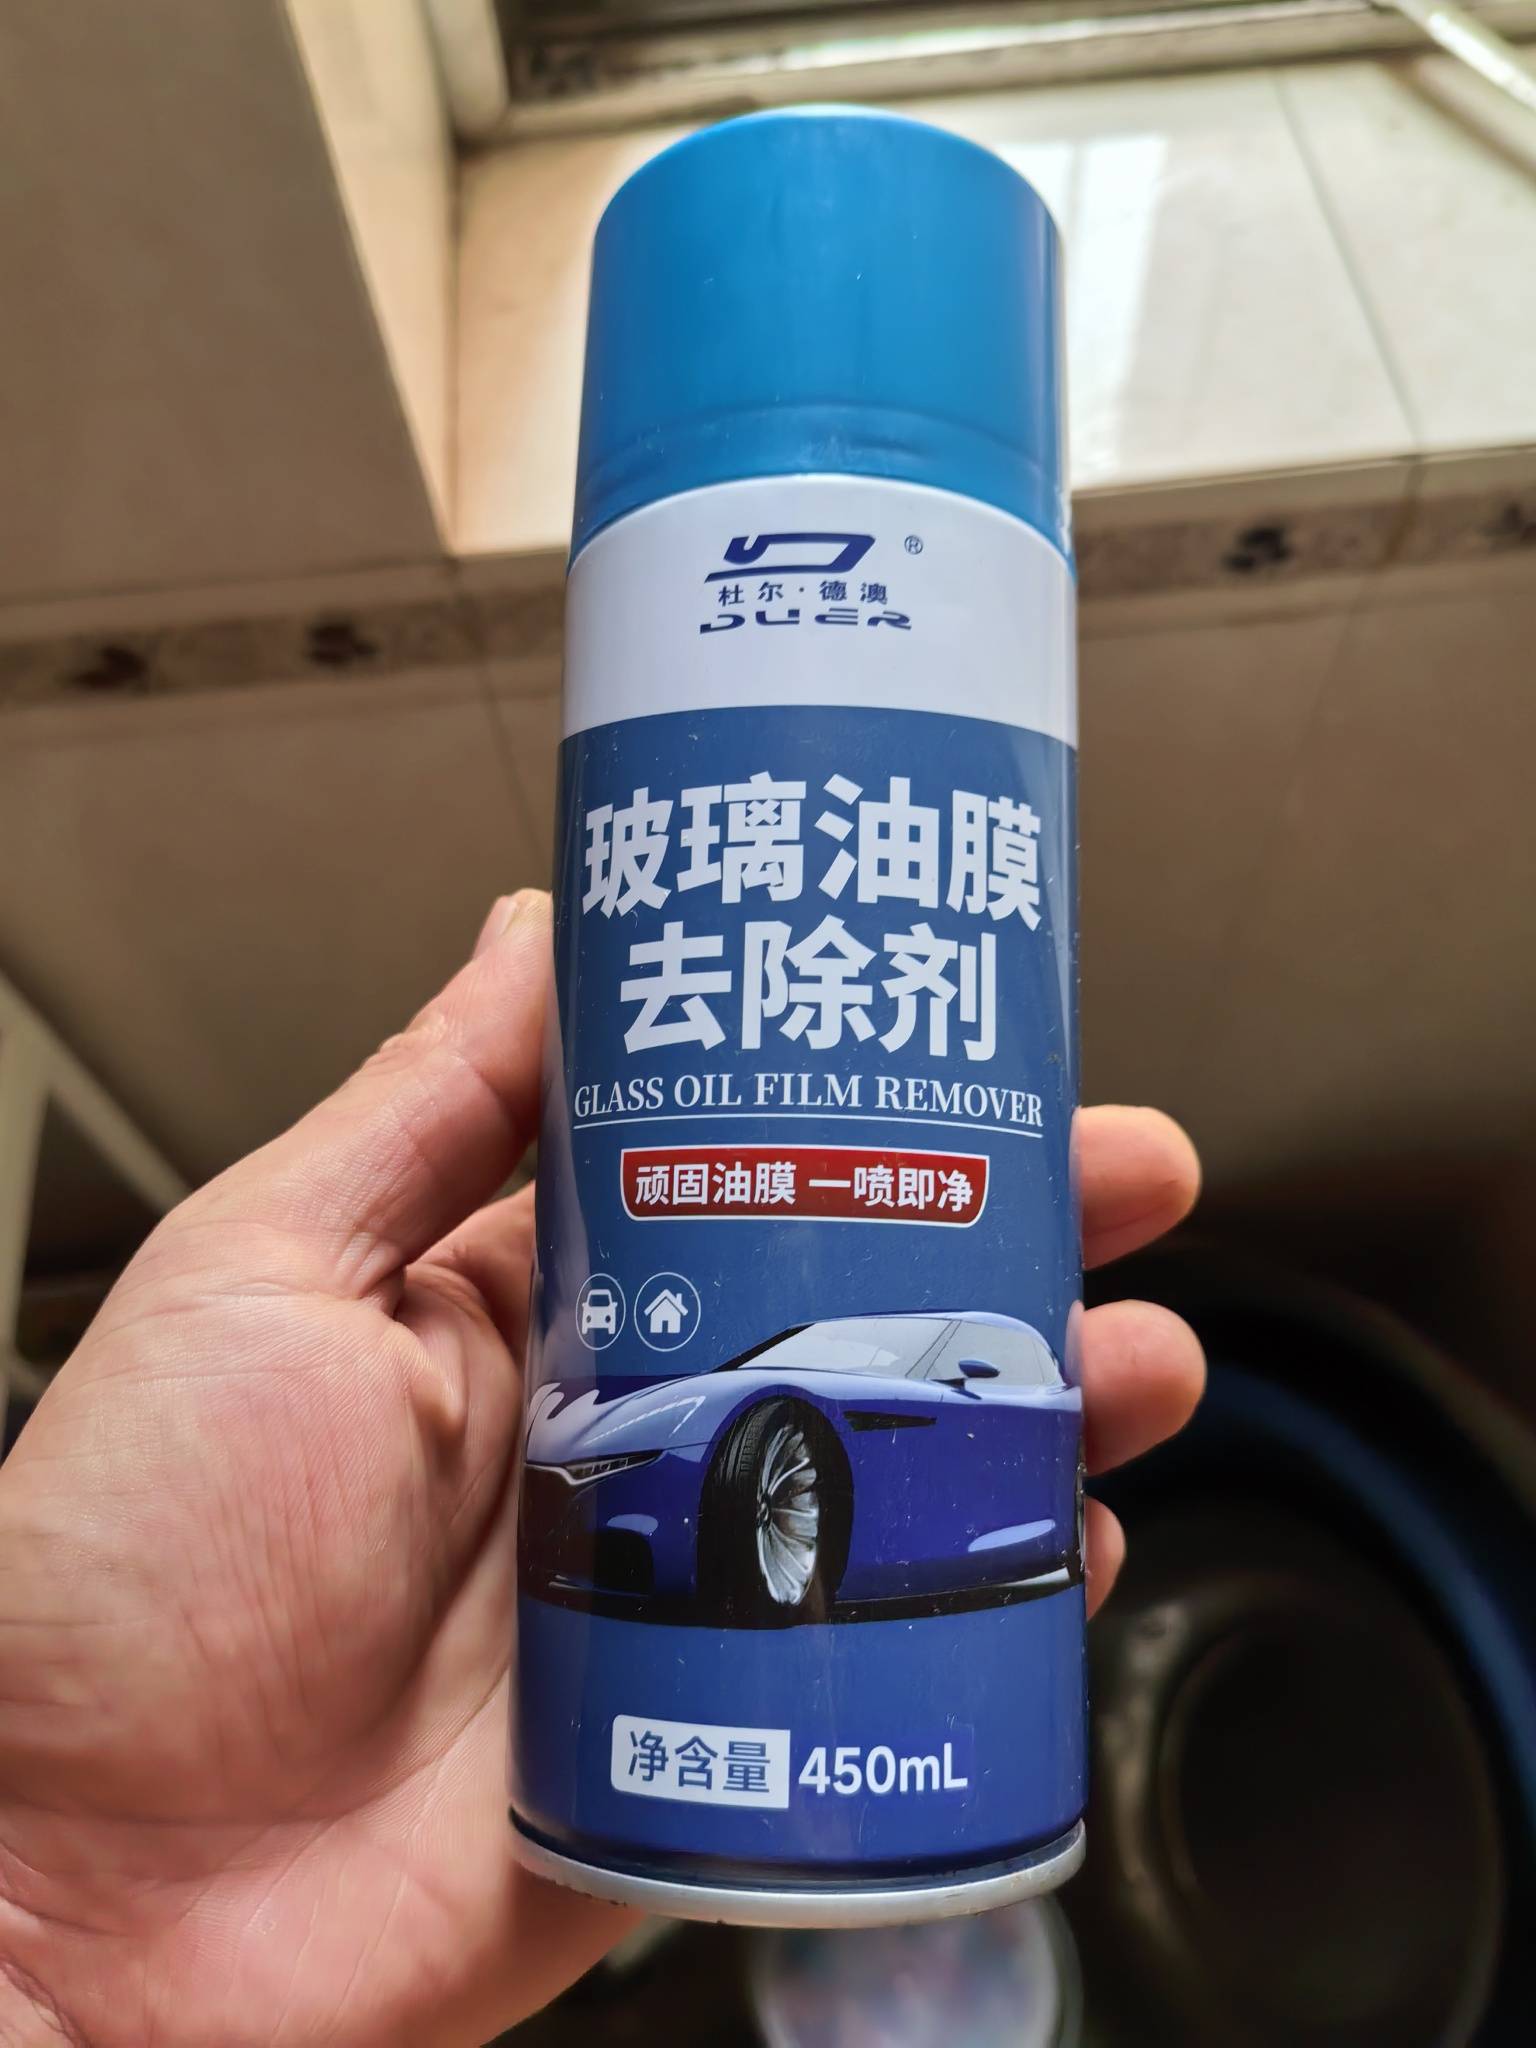 ®
杜尔·德澳
DUER
玻璃油膜
去除剂
GLASS OIL FILM REMOVER
顽固油膜 一喷即净
净含量 450mL